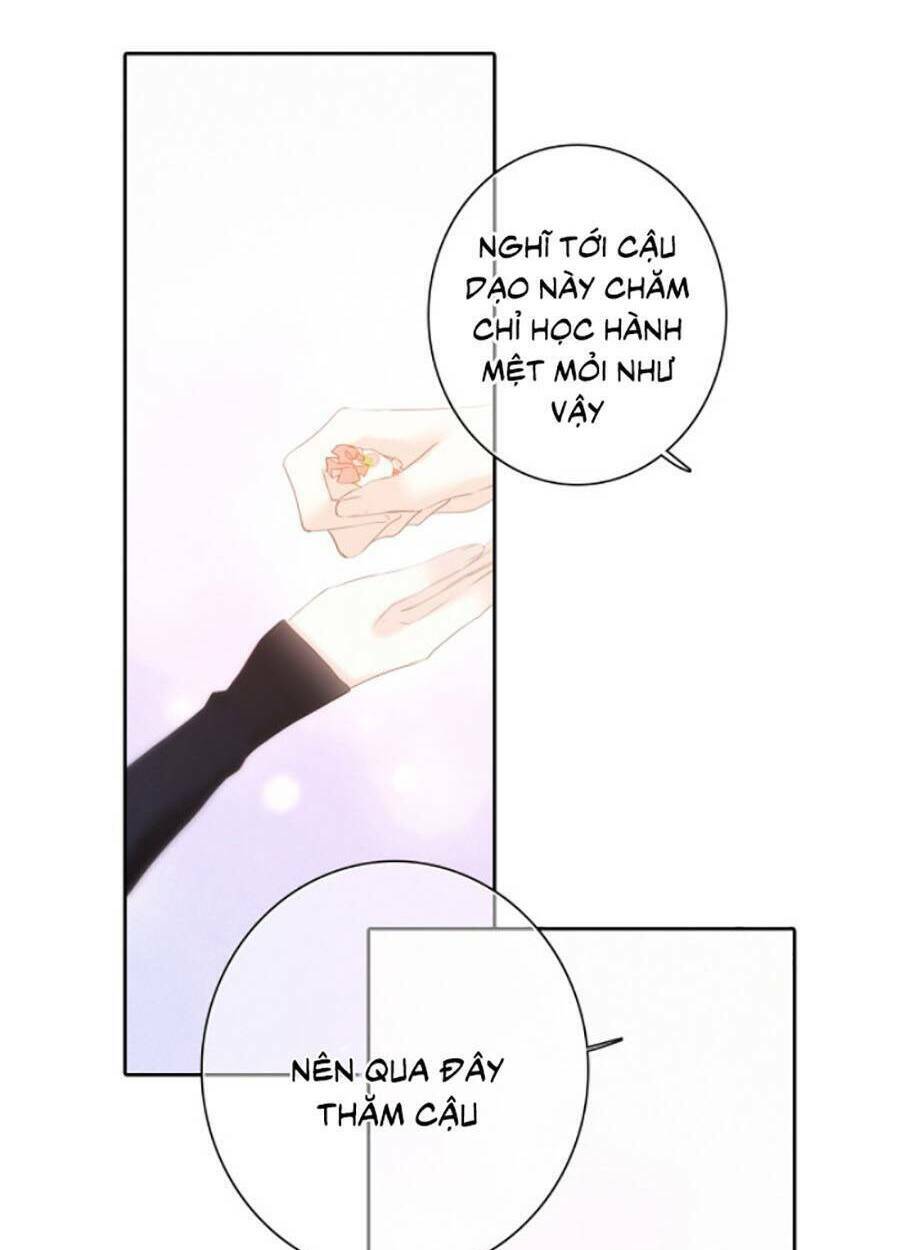 NGHĨ TỚI CẬU
DẠO NÀY CHĂM
CHỈ HỌC HÀNH
MỆT MỎI NHƯ
VẬY
NÊN QUA ĐÂY
THĂM CẬU